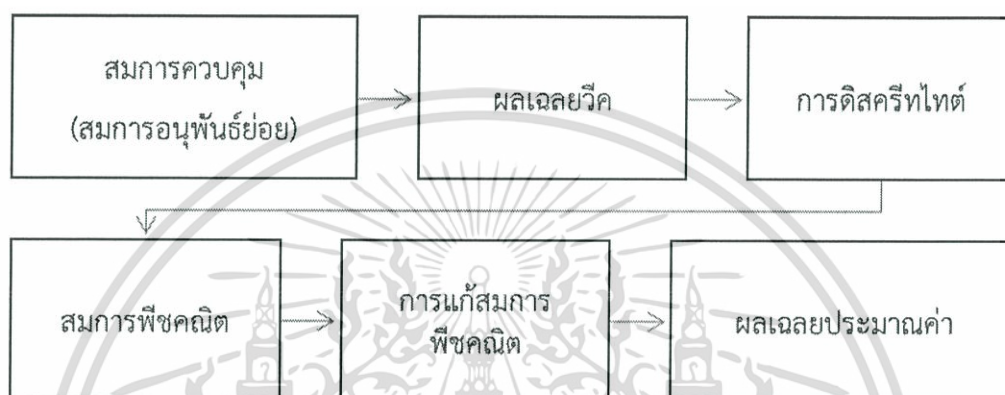 สมการควบคุม
(สมการอนุพันธ์ย่อย)
ผลเฉลยวีค
การดิสครีทไทต์
สมการพีชคณิต
การแก้สมการ
พีชคณิต
ผลเฉลยประมาณค่า